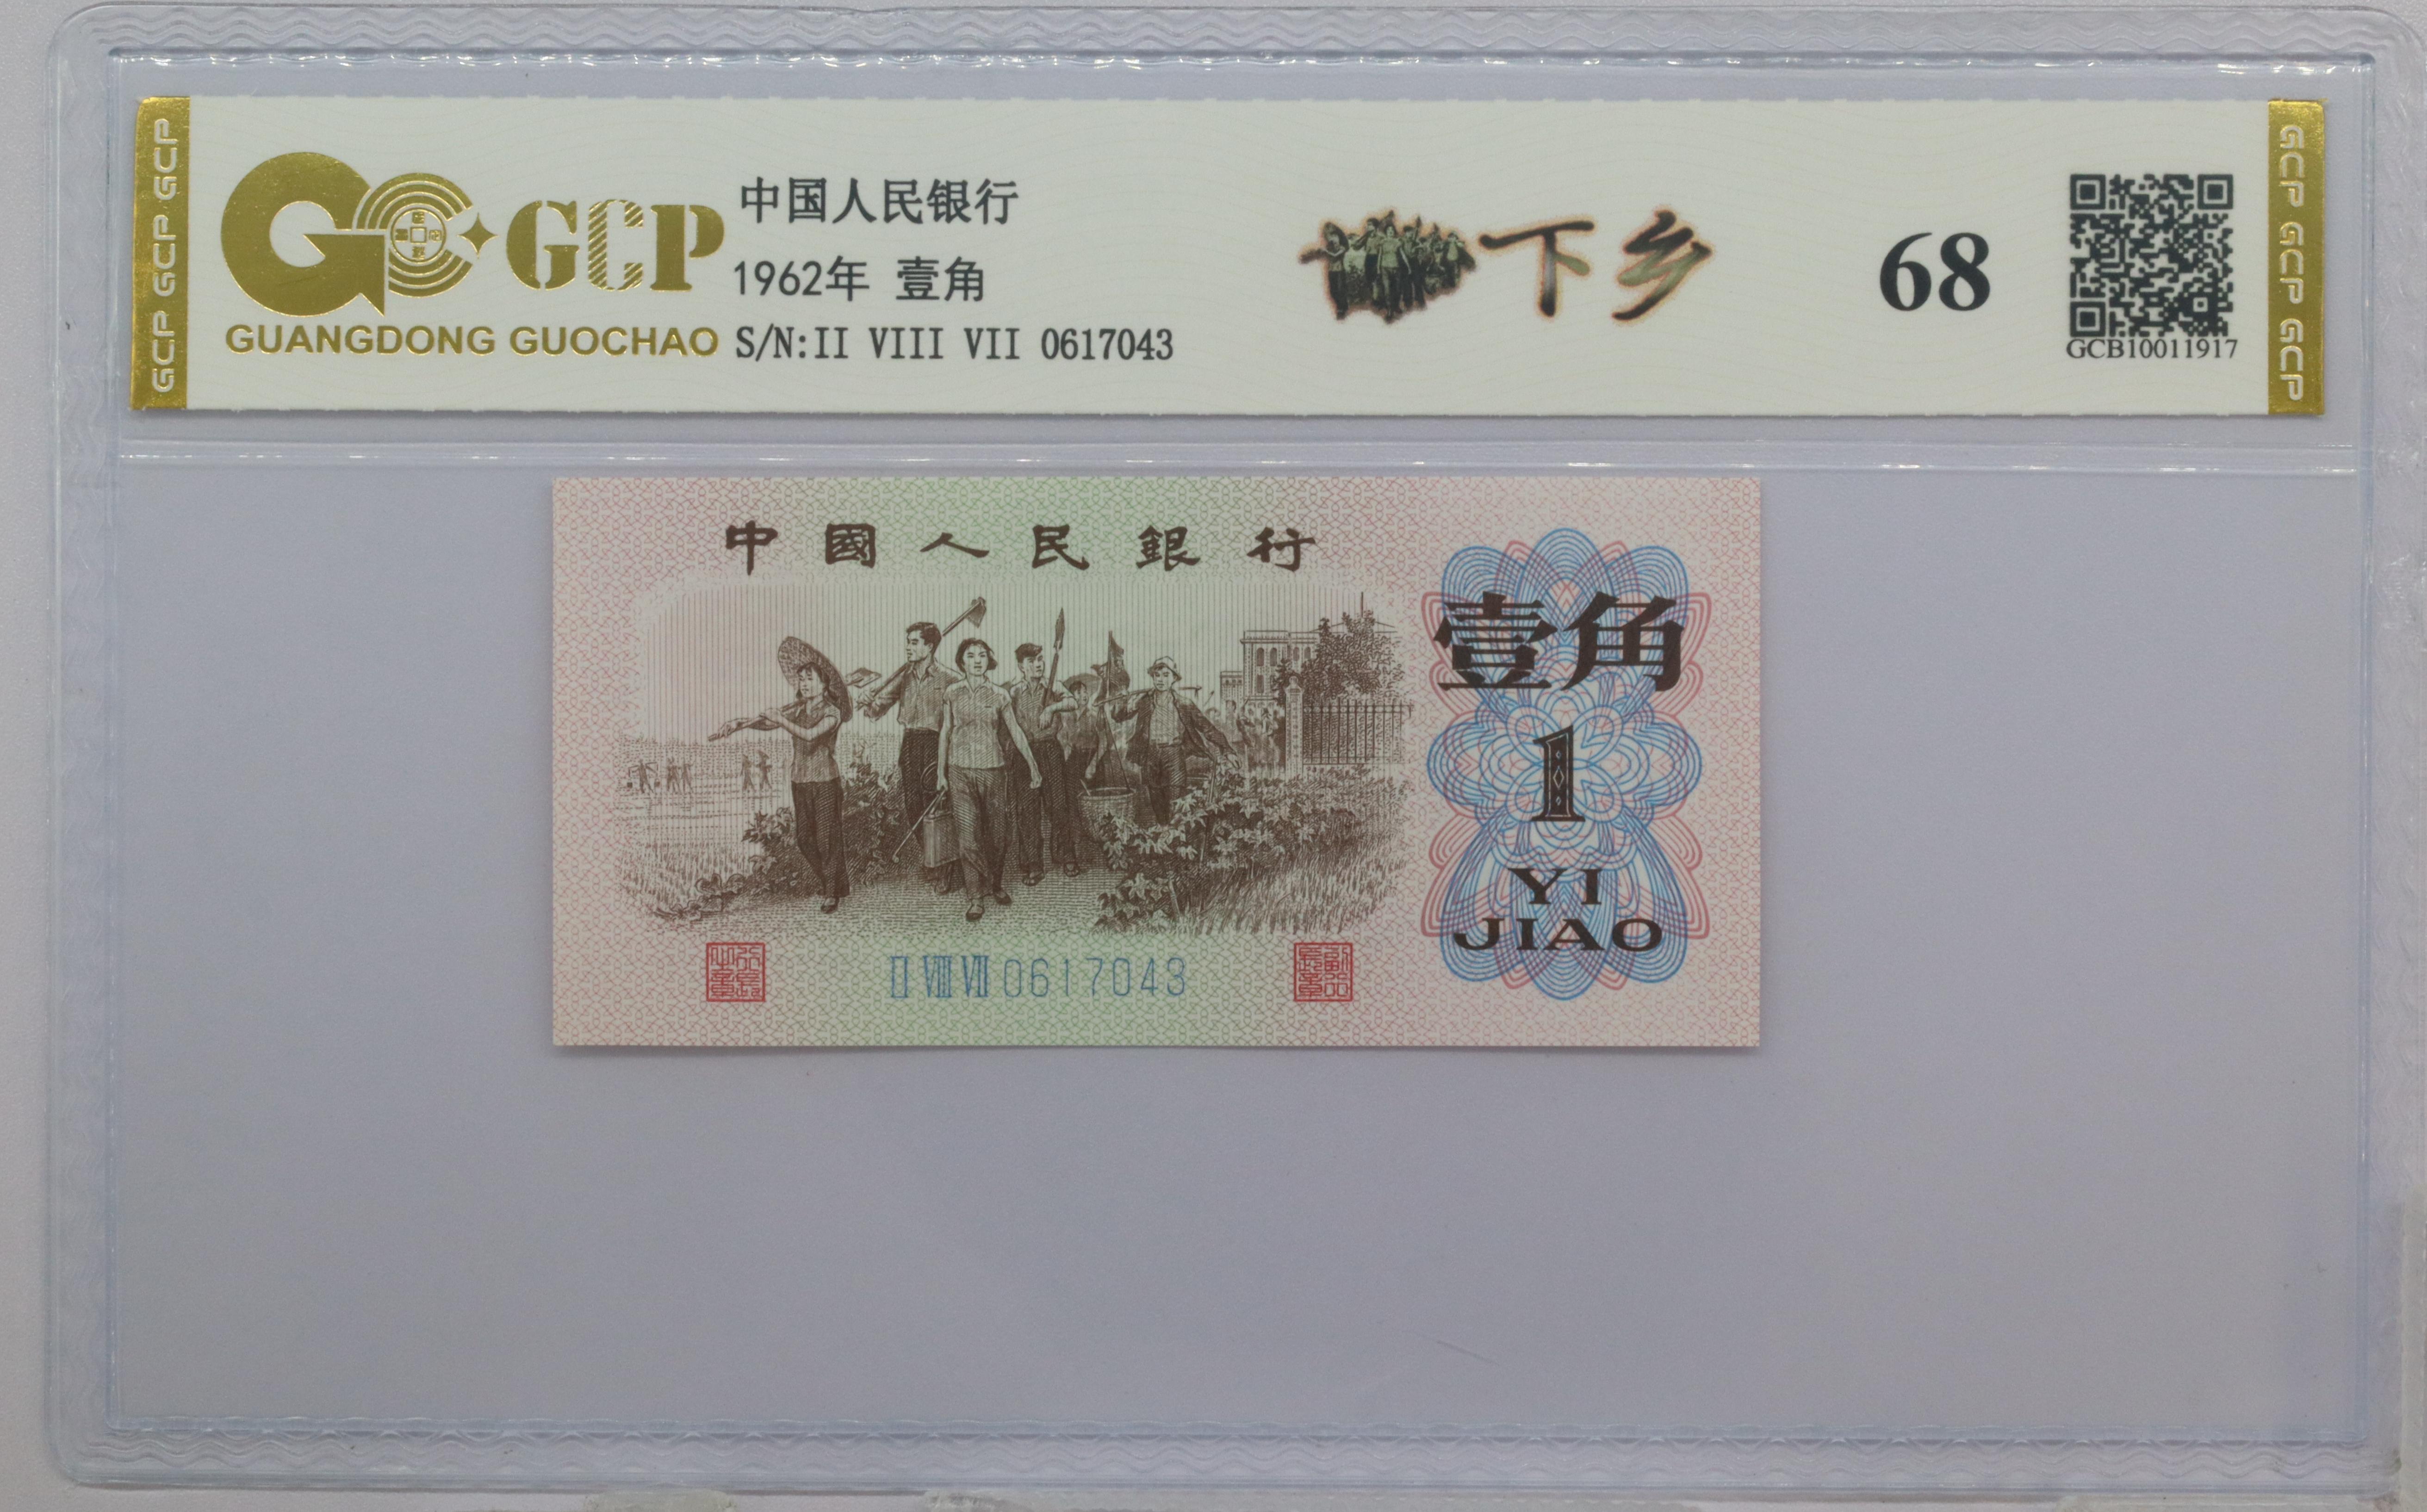 GCP GCP GCP
GCP
GUANGDONG GUOCHAO
中国人民银行
1962年 壹角
S/N:II VIII VII 0617043
下乡
68
GCB10011917
GCP GCP GCP
中國人民銀行
壹角
1
YI
JIAO
II VIII VII 0617043